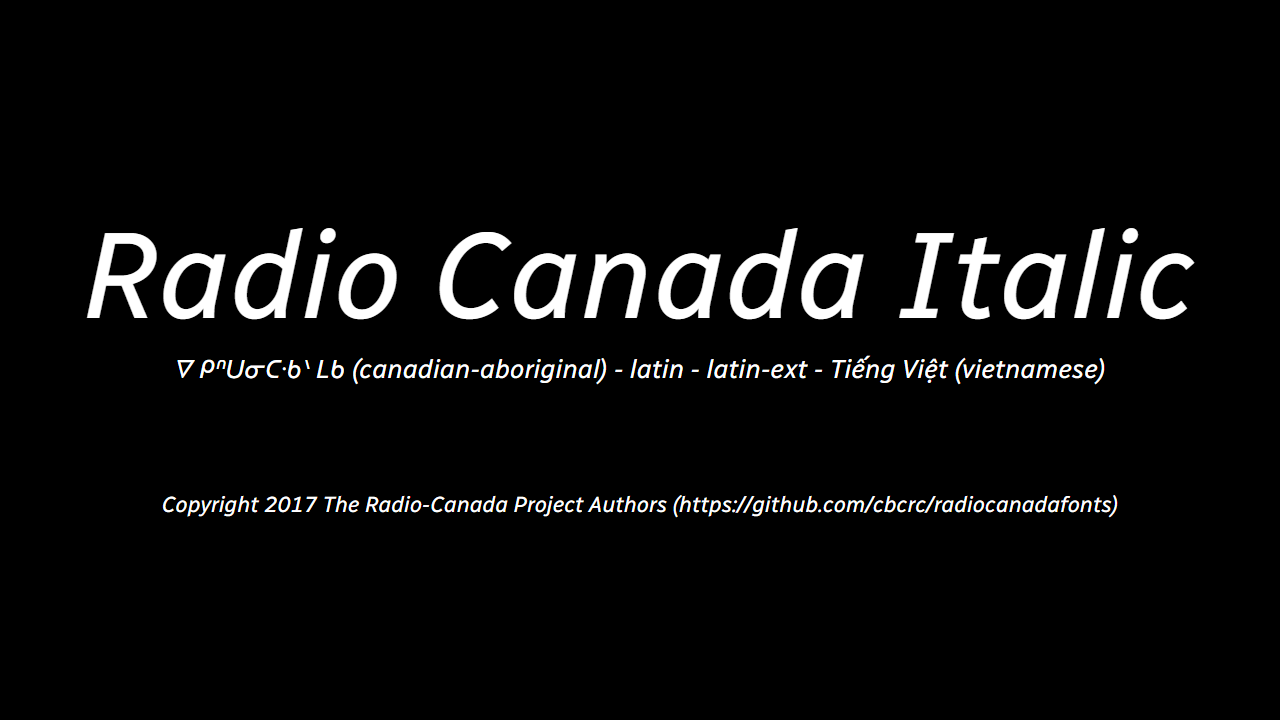 Radio Canada Italic
ᐁ ᑭᐢᑌᓂᑕᐧᑲᐠ ᒪᑲ (canadian-aboriginal) - latin - latin-ext - Tiếng Việt (vietnamese)
Copyright 2017 The Radio-Canada Project Authors (https://github.com/cbcrc/radiocanadafonts)